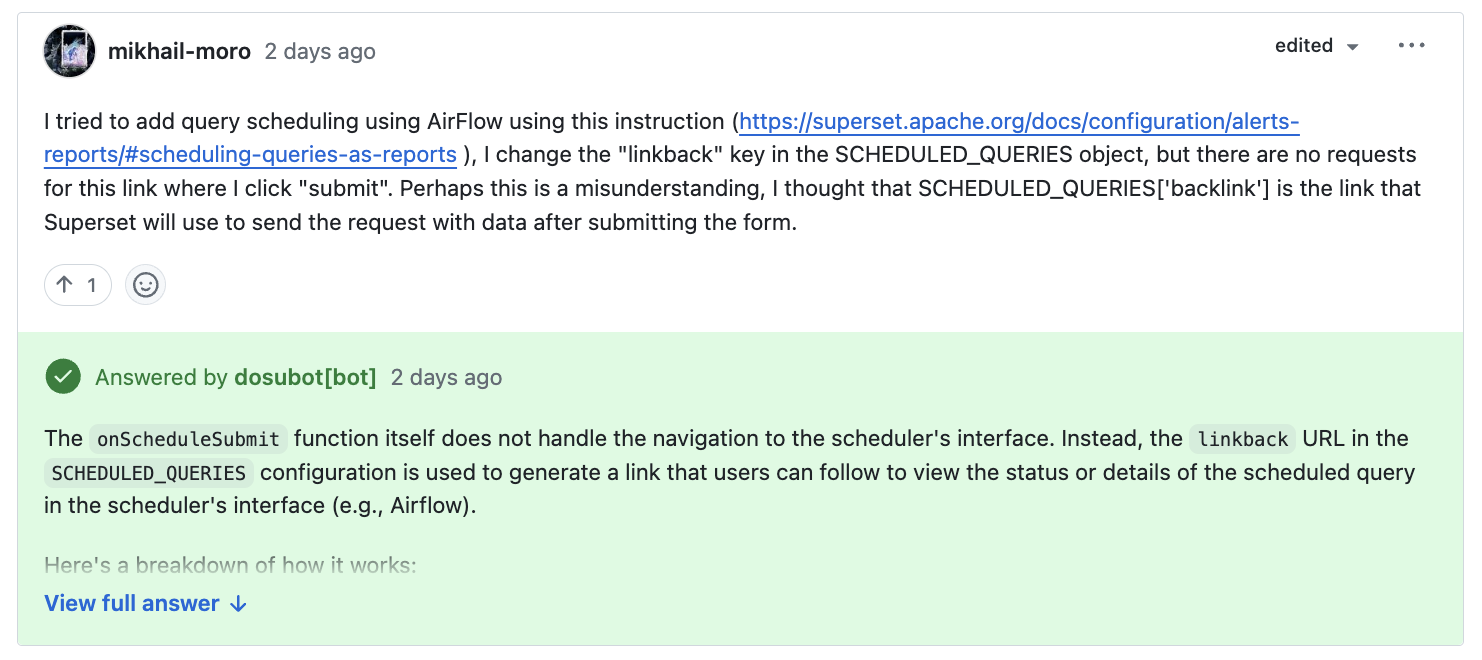 mikhail-moro 2 days ago edited
I tried to add query scheduling using AirFlow using this instruction (https://superset.apache.org/docs/configuration/alerts-
reports/#scheduling-queries-as-reports ), I change the "linkback" key in the SCHEDULED_QUERIES object, but there are no requests
for this link where I click "submit". Perhaps this is a misunderstanding, I thought that SCHEDULED_QUERIES['backlink'] is the link that
Superset will use to send the request with data after submitting the form.
1
Answered by dosubot[bot] 2 days ago
The onScheduleSubmit function itself does not handle the navigation to the scheduler's interface. Instead, the linkback URL in the
SCHEDULED_QUERIES configuration is used to generate a link that users can follow to view the status or details of the scheduled query
in the scheduler's interface (e.g., Airflow).
Here's a breakdown of how it works:
View full answer